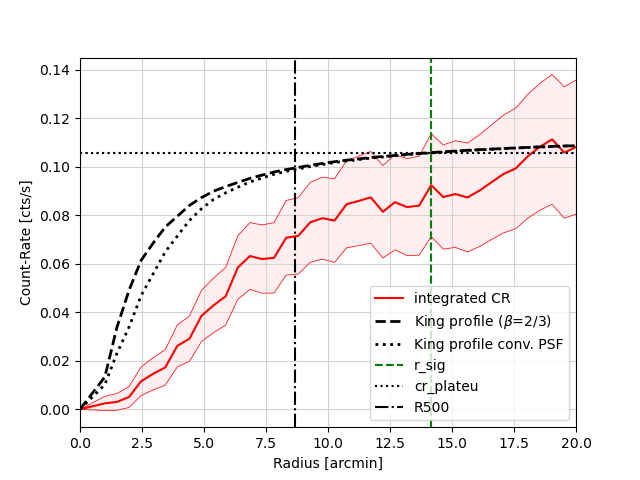 0.14
0.12
0.10
0.08
0.06
0.04
0.02
0.00
Count-Rate [cts/s]
integrated CR
King profile (β=2/3)
King profile conv. PSF
r_sig
cr_plateu
R500
0.0 2.5 5.0 7.5 10.0 12.5 15.0 17.5 20.0
Radius [arcmin]